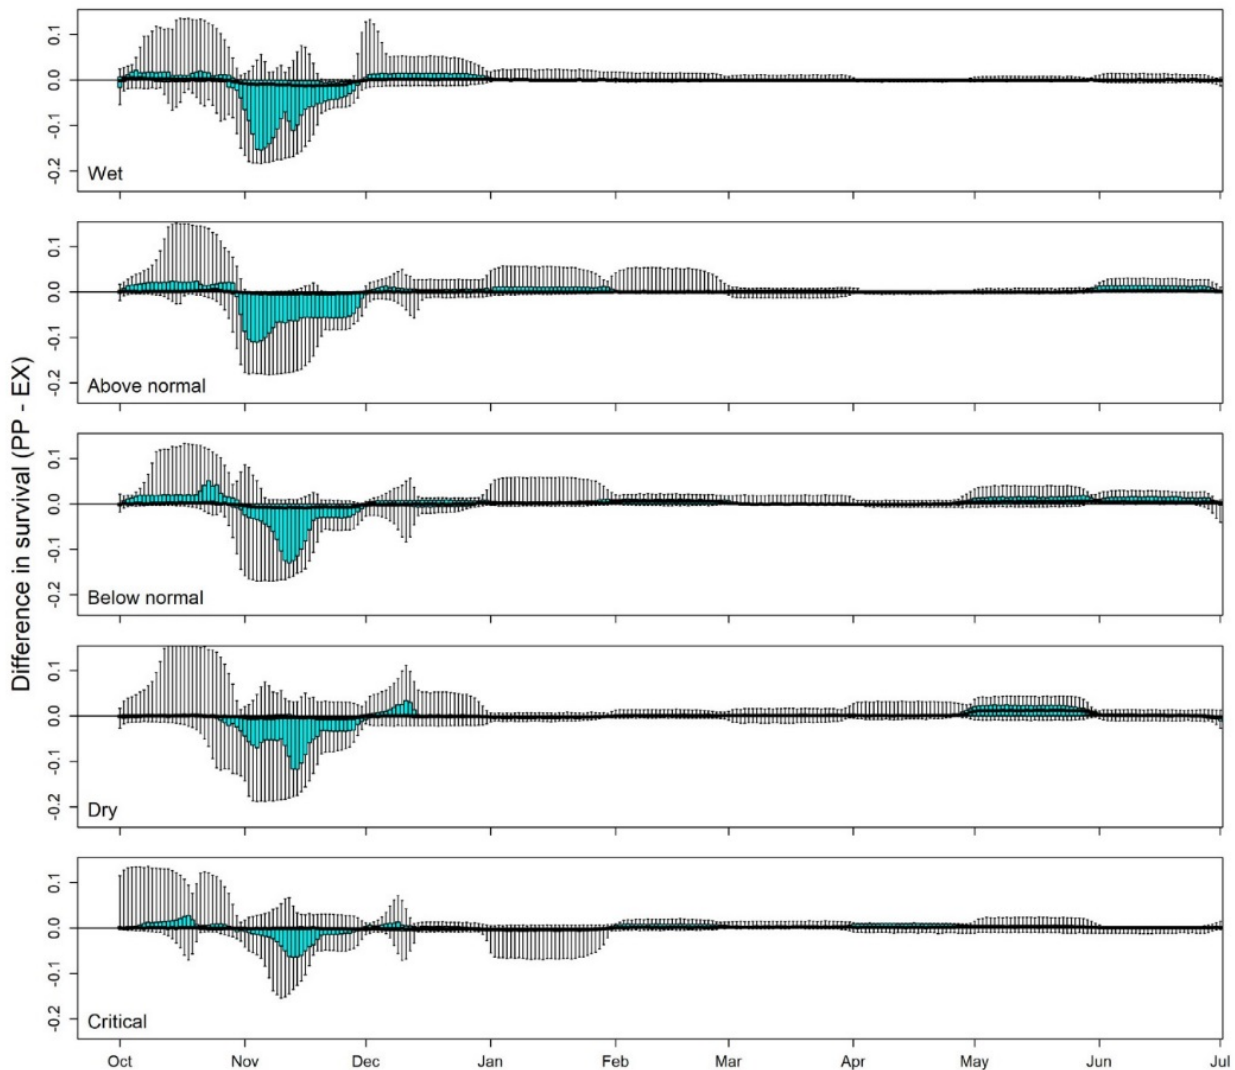 Difference in survival (PP - EX)
0.1
0.0
-0.1
-0.2
Wet
0.1
0.0
-0.1
-0.2
Above normal
0.1
0.0
-0.1
-0.2
Below normal
0.1
0.0
-0.1
-0.2
Dry
0.1
0.0
-0.1
-0.2
Critical
Oct Nov Dec Jan Feb Mar Apr May Jun Jul